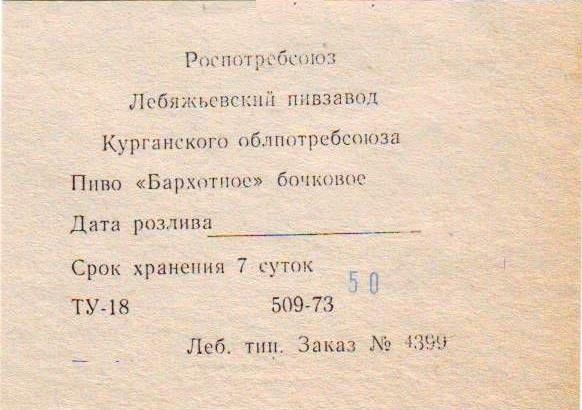 Роспотребсоюз
Лебяжьевский пивзавод
Курганского облпотребсоюза
Пиво «Бархотное» бочковое
Дата розлива
Срок хранения 7 суток
50
ТУ-18 509-73
Леб. тип. Заказ № 4399